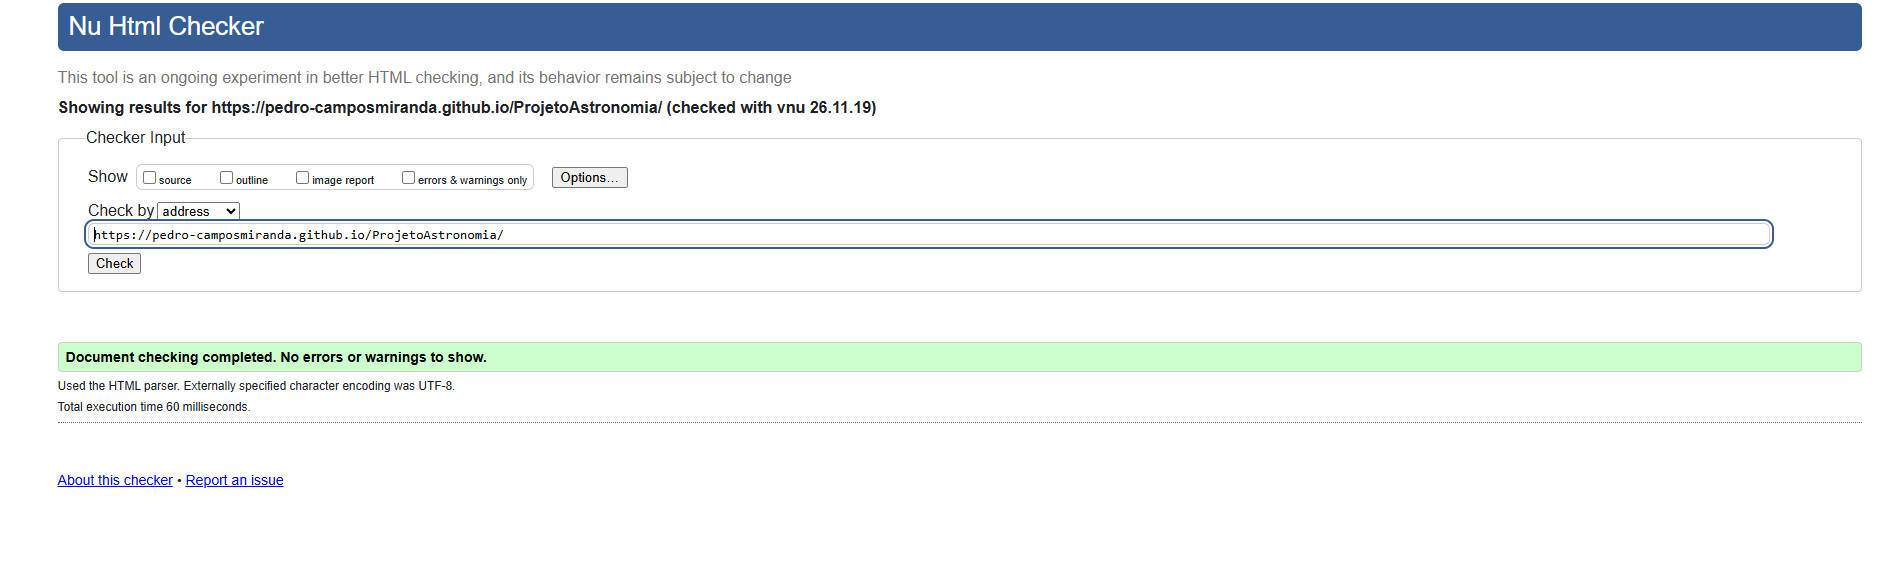 Nu Html Checker
This tool is an ongoing experiment in better HTML checking, and its behavior remains subject to change
Showing results for https://pedro-camposmiranda.github.io/ProjetoAstronomia/ (checked with vnu 26.11.19)
Checker Input
Show source outline image report errors & warnings only Options...
Check by address
https://pedro-camposmiranda.github.io/ProjetoAstronomia/
Check
Document checking completed. No errors or warnings to show.
Used the HTML parser. Externally specified character encoding was UTF-8.
Total execution time 60 milliseconds.
About this checker • Report an issue